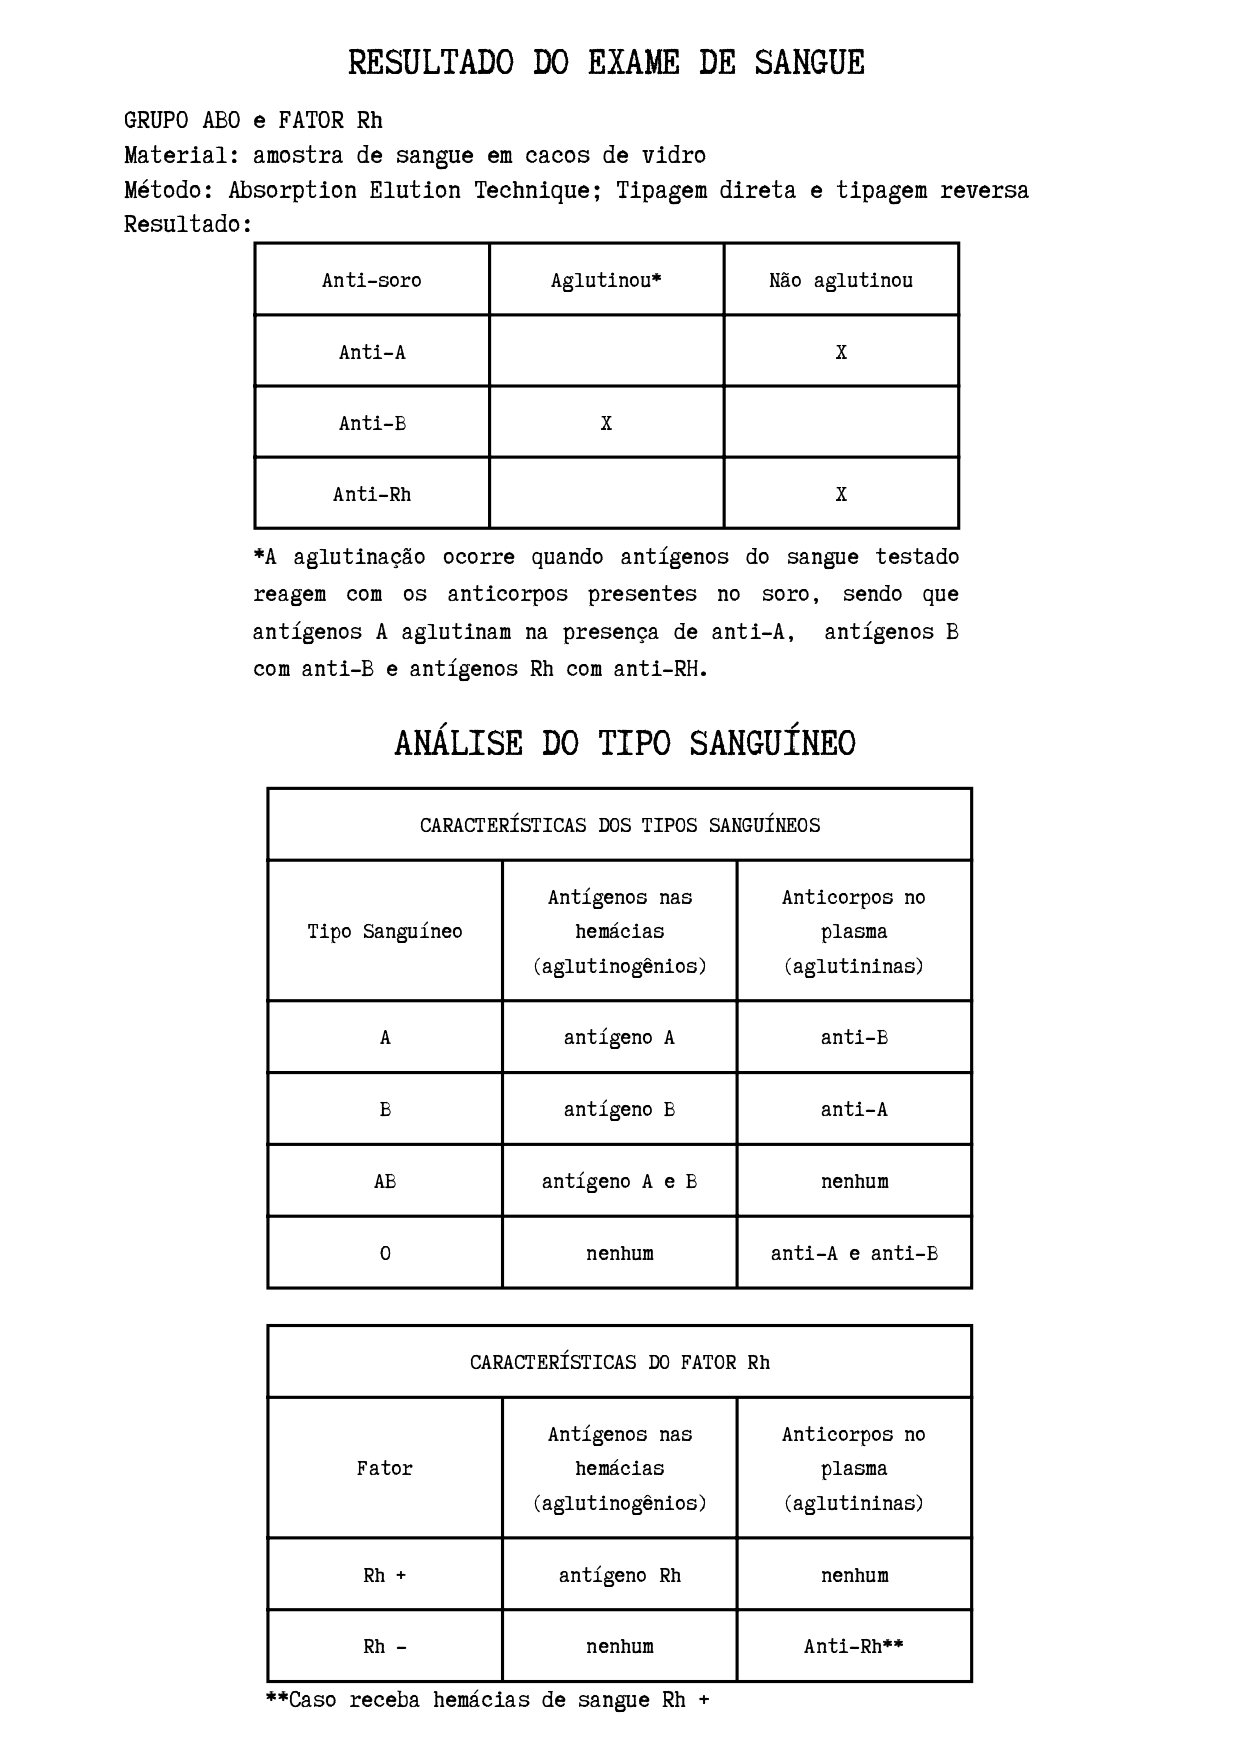 RESULTADO DO EXAME DE SANGUE
GRUPO ABO e FATOR Rh
Material: amostra de sangue em cacos de vidro
Método: Absorption Elution Technique; Tipagem direta e tipagem reversa
Resultado:
Anti-soro Aglutinou* Não aglutinou
Anti-A X
Anti-B X
Anti-Rh X
*A aglutinação ocorre quando antígenos do sangue testado
reagem com os anticorpos presentes no soro, sendo que
antígenos A aglutinam na presença de anti-A, antígenos B
com anti-B e antígenos Rh com anti-RH.
ANÁLISE DO TIPO SANGUÍNEO
CARACTERÍSTICAS DOS TIPOS SANGUÍNEOS
Tipo Sanguíneo
Antígenos nas
hemácias
(aglutinogênios)
Anticorpos no
plasma
(aglutininas)
A antígeno A anti-B
B antígeno B anti-A
AB antígeno A e B nenhum
O nenhum anti-A e anti-B
CARACTERÍSTICAS DO FATOR Rh
Fator
Antígenos nas
hemácias
(aglutinogênios)
Anticorpos no
plasma
(aglutininas)
Rh + antígeno Rh nenhum
Rh - nenhum Anti-Rh**
**Caso receba hemácias de sangue Rh +